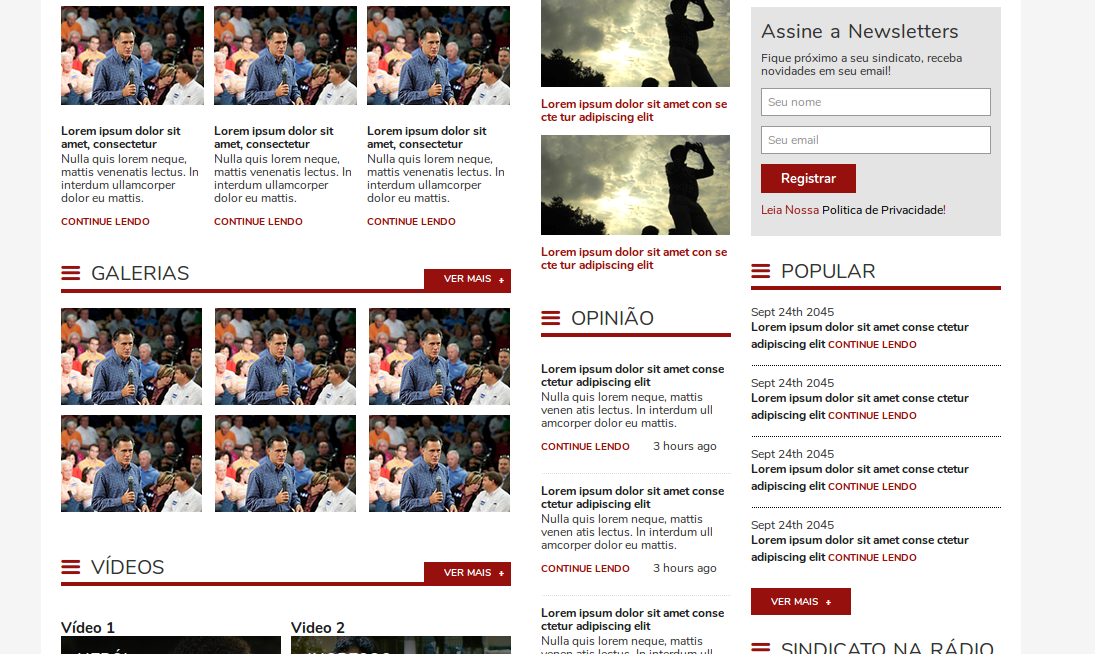 Lorem ipsum dolor sit
amet, consectetur
Nulla quis lorem neque,
mattis venenatis lectus. In
interdum ullamcorper
dolor eu mattis.
CONTINUE LENDO
Lorem ipsum dolor sit
amet, consectetur
Nulla quis lorem neque,
mattis venenatis lectus. In
interdum ullamcorper
dolor eu mattis.
CONTINUE LENDO
Lorem ipsum dolor sit
amet, consectetur
Nulla quis lorem neque,
mattis venenatis lectus. In
interdum ullamcorper
dolor eu mattis.
CONTINUE LENDO
GALERIAS
VER MAIS +
VÍDEOS
VER MAIS +
Vídeo 1
Video 2
Lorem ipsum dolor sit amet con se
cte tur adipiscing elit
Lorem ipsum dolor sit amet con se
cte tur adipiscing elit
OPINIÃO
Lorem ipsum dolor sit amet conse
ctetur adipiscing elit
Nulla quis lorem neque, mattis
venen atis lectus. In interdum ull
amcorper dolor eu mattis.
CONTINUE LENDO 3 hours ago
Lorem ipsum dolor sit amet conse
ctetur adipiscing elit
Nulla quis lorem neque, mattis
venen atis lectus. In interdum ull
amcorper dolor eu mattis.
CONTINUE LENDO 3 hours ago
Lorem ipsum dolor sit amet conse
ctetur adipiscing elit
Nulla quis lorem neque, mattis
Assine a Newsletters
Fique próximo a seu sindicato, receba
novidades em seu email!
Seu nome
Seu email
Registrar
Leia Nossa Politica de Privacidade!
POPULAR
Sept 24th 2045
Lorem ipsum dolor sit amet conse ctetur
adipiscing elit CONTINUE LENDO
Sept 24th 2045
Lorem ipsum dolor sit amet conse ctetur
adipiscing elit CONTINUE LENDO
Sept 24th 2045
Lorem ipsum dolor sit amet conse ctetur
adipiscing elit CONTINUE LENDO
Sept 24th 2045
Lorem ipsum dolor sit amet conse ctetur
adipiscing elit CONTINUE LENDO
VER MAIS +
SINDICATO NA RÁDIO